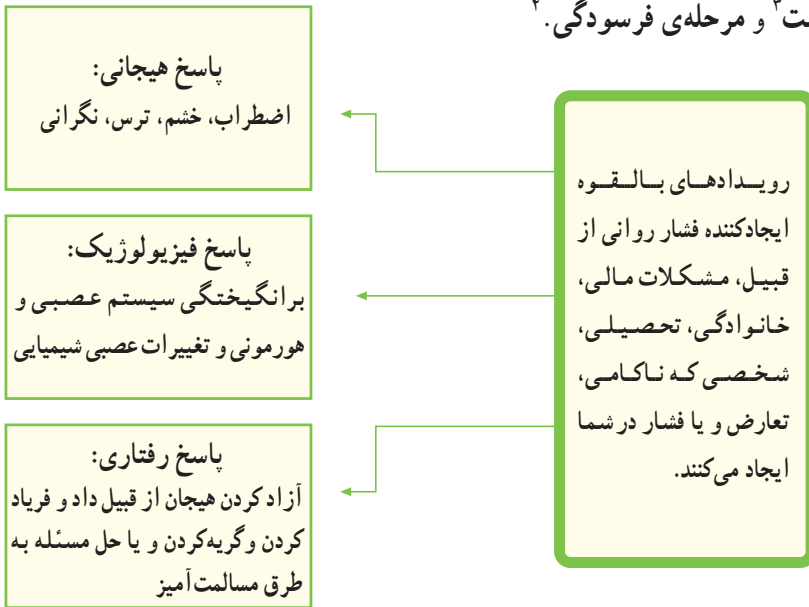 ت³ و مرحله‌ی فرسودگی.⁴
پاسخ هیجانی:
اضطراب، خشم، ترس، نگرانی
رویدادهای بالقوه
ایجادکننده فشار روانی از
قبیل، مشکلات مالی،
خانوادگی، تحصیلی،
شخصی که ناکامی،
تعارض و یا فشار در شما
ایجاد می‌کنند.
پاسخ فیزیولوژیک:
برانگیختگی سیستم عصبی و
هورمونی و تغییرات عصبی شیمیایی
پاسخ رفتاری:
آزاد کردن هیجان از قبیل داد و فریاد
کردن وگریه‌کردن و یا حل مسئله به
طرق مسالمت‌آمیز